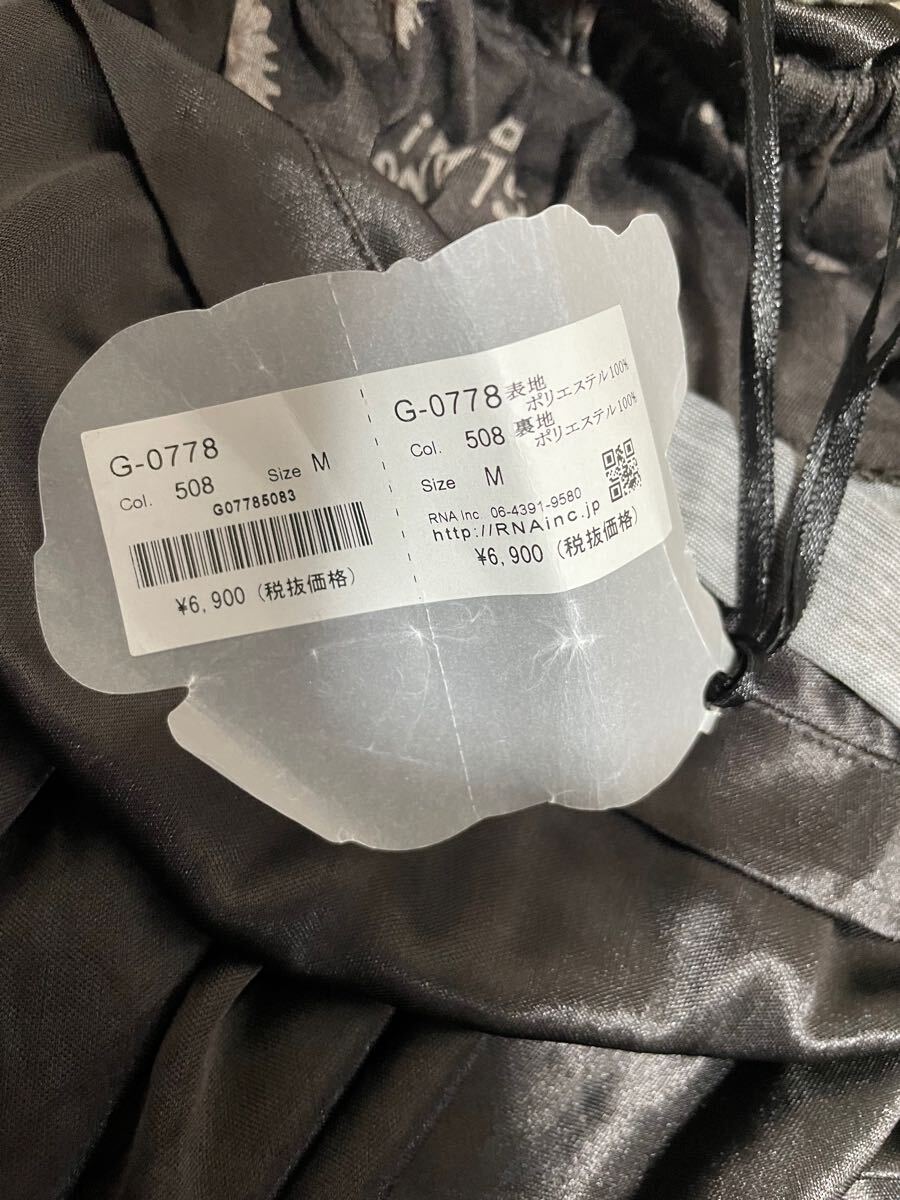 G-0778
Col. 508 Size M
G07785083
¥6,900 (税抜価格)
G-0778 表地
ポリエステル100%
Col. 508 裏地
ポリエステル100%
Size M
RNA inc. 06-4391-9580
http://RNAinc.jp
¥6,900 (税抜価格)